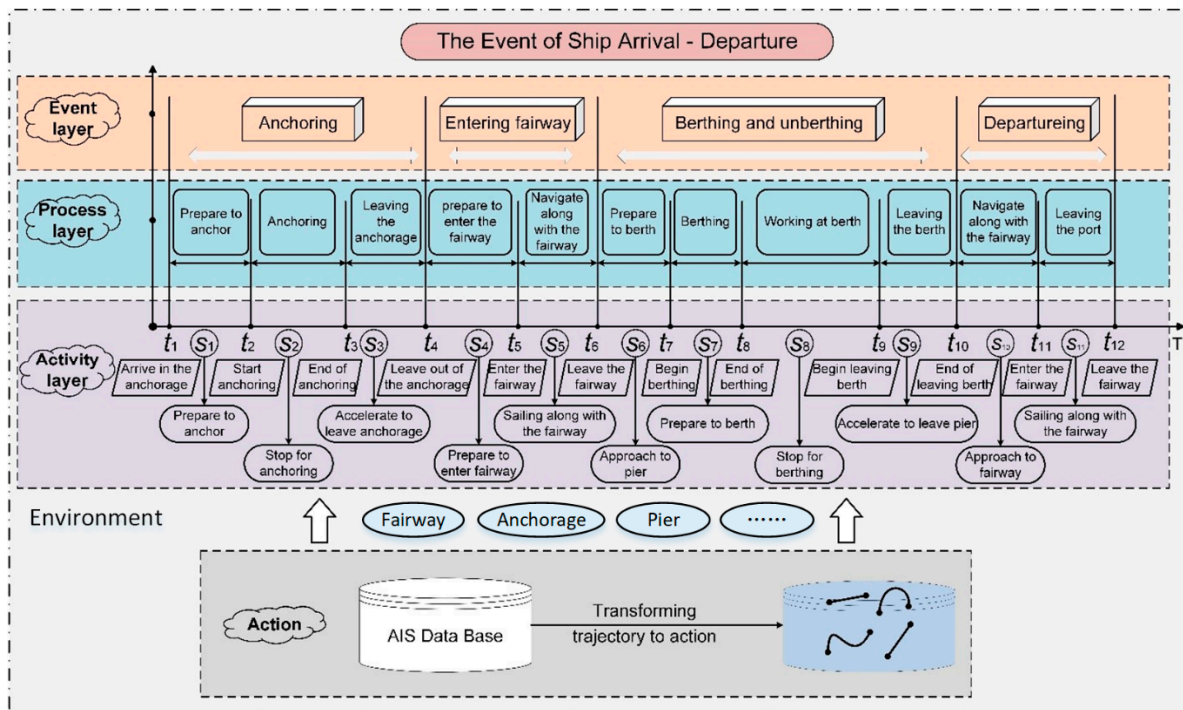 The Event of Ship Arrival - Departure
Event
layer
Anchoring
Entering fairway
Berthing and unberthing
Departureing
Process
layer
Prepare to
anchor
Anchoring
Leaving
the
anchorage
prepare to
enter the
fairway
Navigate
along
with the
fairway
Prepare
to berth
Berthing
Working at berth
Leaving
the berth
Navigate
along with
the fairway
Leaving
the port
t1 S1 t2 S2 t3 S3 t4 S4 t5 S5 t6 S6 t7 S7 t8 S8 t9 S9 t10 S10 t11 S11 t12 T
Activity
layer
Arrive in the
anchorage
Start
anchoring
End of
anchoring
Leave out of
the anchorage
Enter the
fairway
Leave the
fairway
Begin
berthing
End of
berthing
Begin leaving
berth
End of
leaving berth
Enter the
fairway
Leave the
fairway
Prepare to
anchor
Accelerate to
leave anchorage
Sailing along with
the fairway
Prepare to berth
Accelerate to leave pier
Sailing along with
the fairway
Stop for
anchoring
Prepare to
enter fairway
Approach to
pier
Stop for
berthing
Approach to
fairway
Environment
Fairway
Anchorage
Pier
······
Action
AIS Data Base
Transforming
trajectory to action